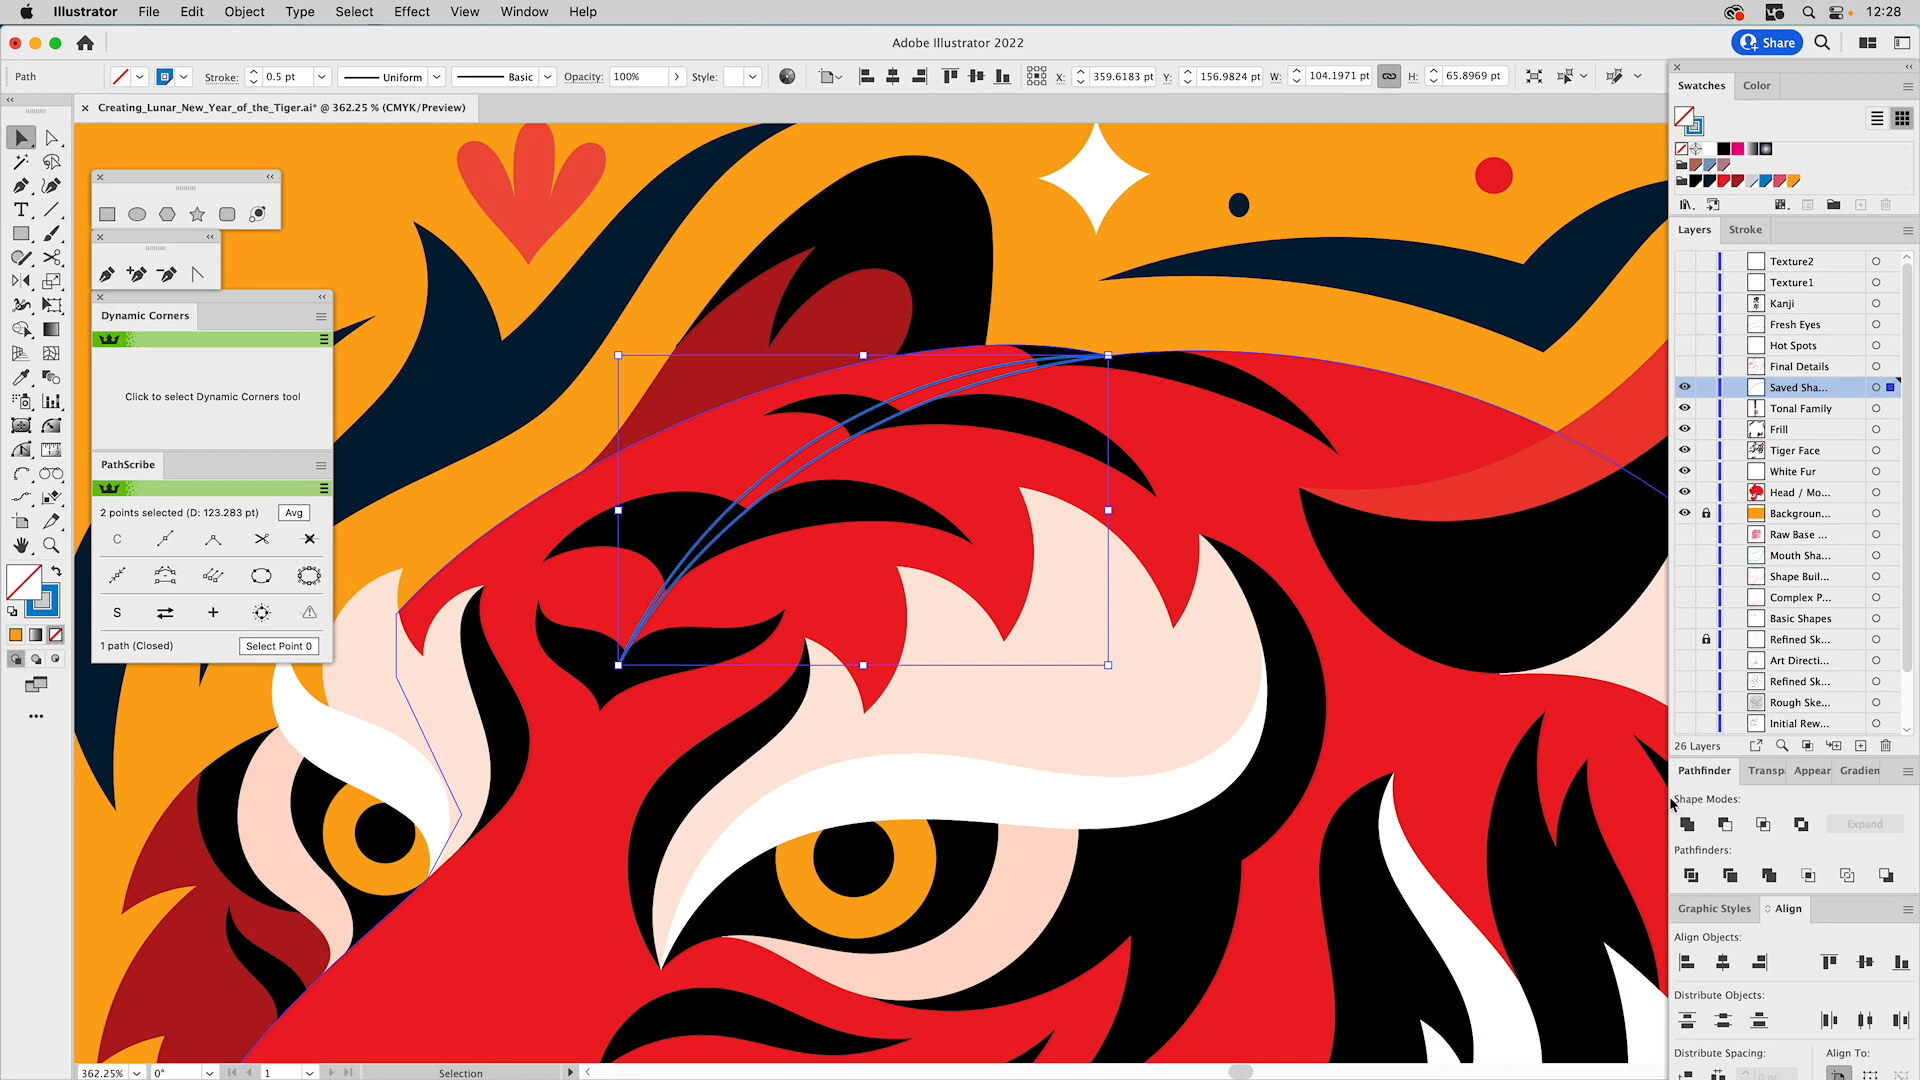 Illustrator File Edit Object Type Select Effect View Window Help 12:28
Adobe Illustrator 2022 Share
Path Stroke: 0.5 pt Uniform Basic Opacity: 100% Style: X: 359.6183 pt Y: 156.9824 pt W: 104.1971 pt H: 65.8969 pt
Creating_Lunar_New_Year_of_the_Tiger.ai* @ 362.25 % (CMYK/Preview)
Dynamic Corners
Click to select Dynamic Corners tool
PathScribe
2 points selected (D: 123.283 pt) Avg
C
S
1 path (Closed) Select Point 0
Swatches Color
Layers Stroke
Texture2
Texture1
Kanji
Fresh Eyes
Hot Spots
Final Details
Saved Sha...
Tonal Family
Frill
Tiger Face
White Fur
Head / Mo...
Backgroun...
Raw Base ...
Mouth Sha...
Shape Buil...
Complex P...
Basic Shapes
Refined Sk...
Art Directi...
Refined Sk...
Rough Ske...
Initial Rew...
26 Layers
Pathfinder Transp Appear Gradien
Shape Modes:
Expand
Pathfinders:
Graphic Styles Align
Align Objects:
Distribute Objects:
Distribute Spacing: Align To:
0 pt
362.25% 0° 1 Selection